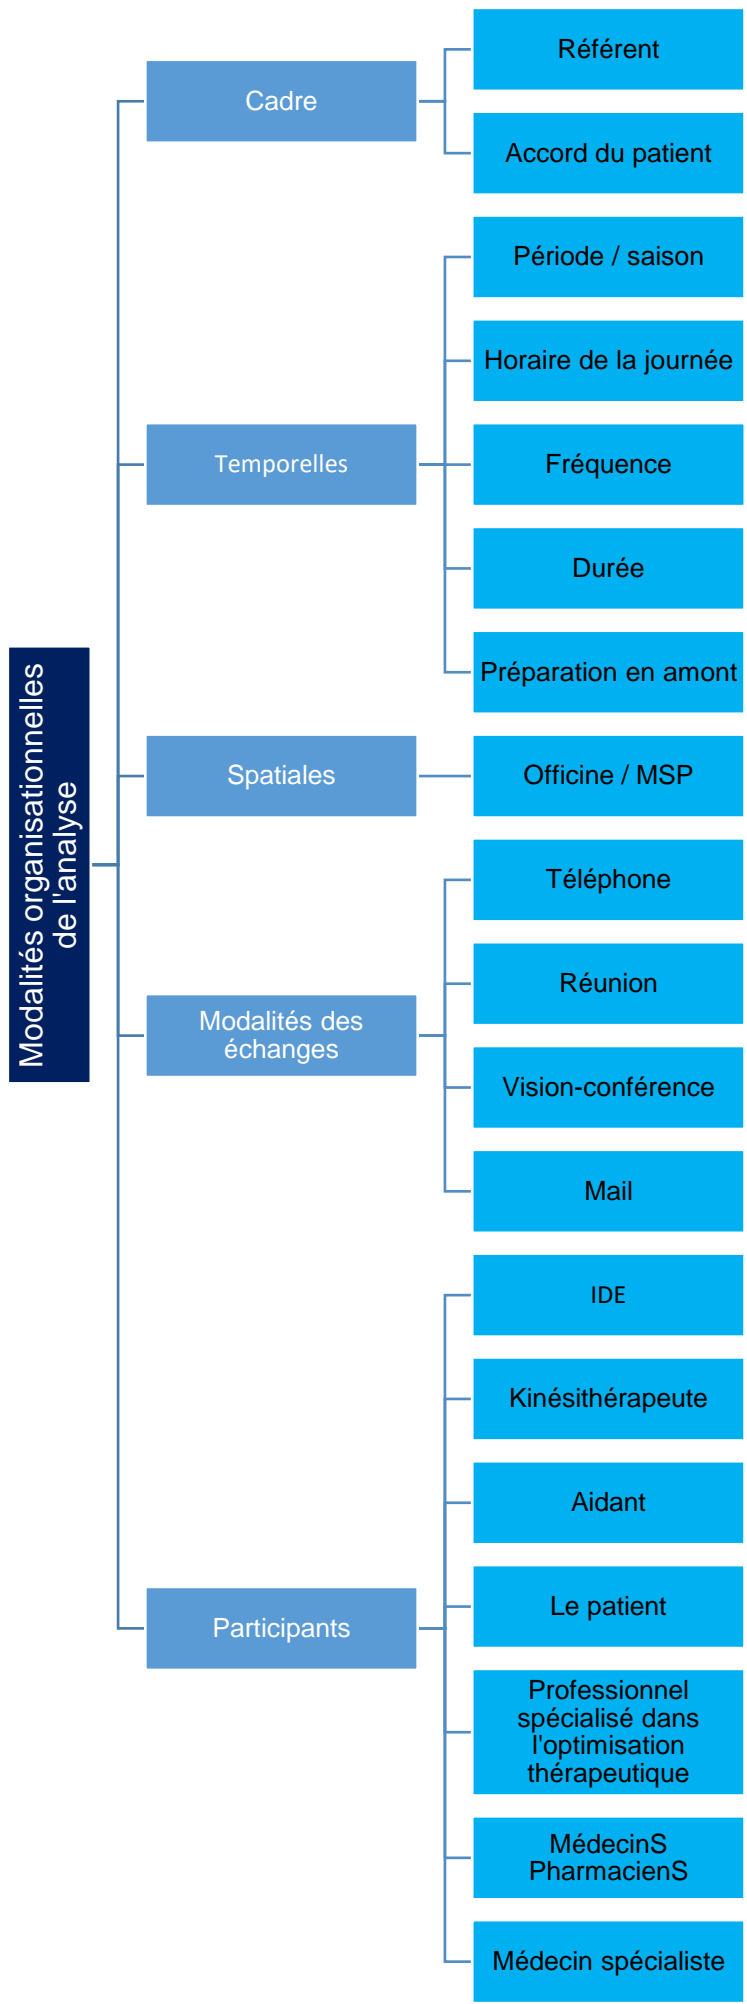 Modalités organisationnelles
de l'analyse
Cadre
Référent
Accord du patient
Temporelles
Période / saison
Horaire de la journée
Fréquence
Durée
Préparation en amont
Spatiales
Officine / MSP
Modalités des
échanges
Téléphone
Réunion
Vision-conférence
Mail
Participants
IDE
Kinésithérapeute
Aidant
Le patient
Professionnel
spécialisé dans
l'optimisation
thérapeutique
MédecinS
PharmacienS
Médecin spécialiste